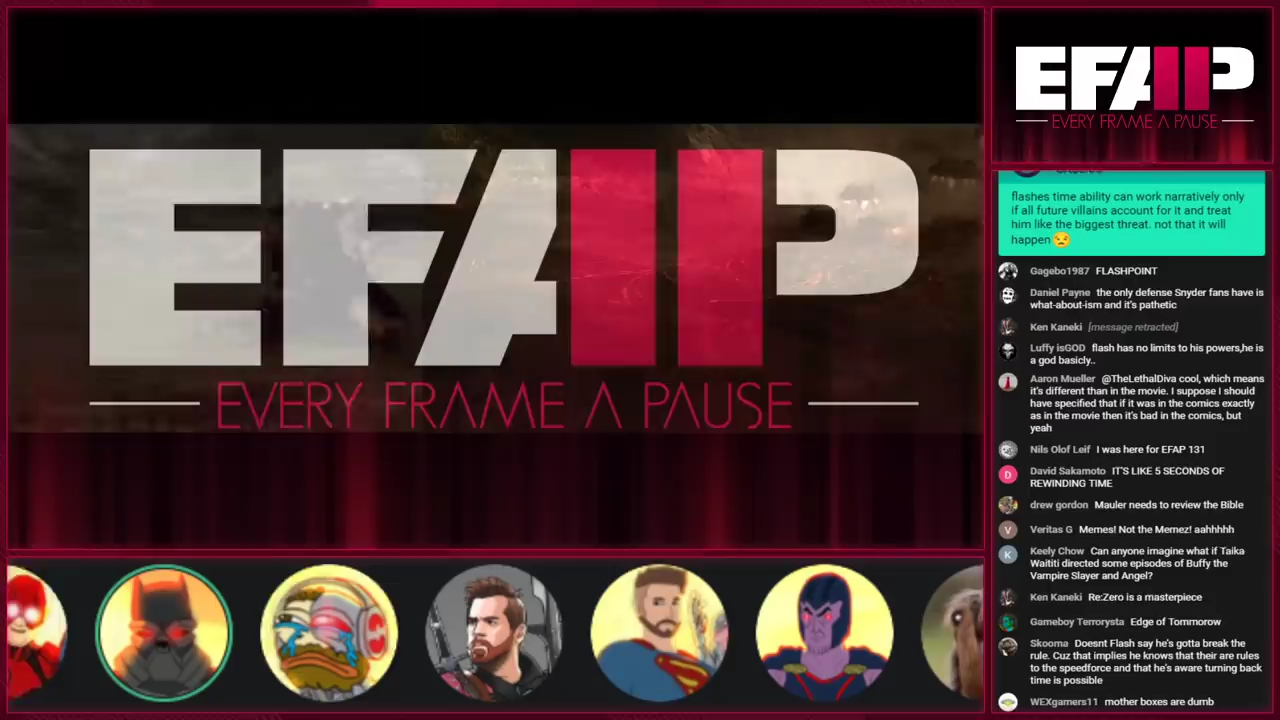 EFAP
EVERY FRAME A PAUSE
EFAP
EVERY FRAME A PAUSE
flashes time ability can work narratively only
if all future villains account for it and treat
him like the biggest threat. not that it will
happen😒
Gagebo1987 FLASHPOINT
Daniel Payne the only defense Snyder fans have is
what-about-ism and it's pathetic
Ken Kaneki [message retracted]
Luffy isGOD flash has no limits to his powers,he is
a god basicly..
Aaron Mueller @TheLethalDiva cool, which means
it's different than in the movie. I suppose I should
have specified that if it was in the comics exactly
as in the movie then it's bad in the comics, but
yeah
Nils Olof Leif I was here for EFAP 131
D
David Sakamoto IT'S LIKE 5 SECONDS OF
REWINDING TIME
drew gordon Mauler needs to review the Bible
V
Veritas G Memes! Not the Memez! aahhhhh
K
Keely Chow Can anyone imagine what if Taika
Waititi directed some episodes of Buffy the
Vampire Slayer and Angel?
Ken Kaneki Re:Zero is a masterpiece
Gameboy Terrorysta Edge of Tommorow
Skooma Doesnt Flash say he's gotta break the
rule. Cuz that implies he knows that their are rules
to the speedforce and that he's aware turning back
time is possible
WEXgamers11 mother boxes are dumb